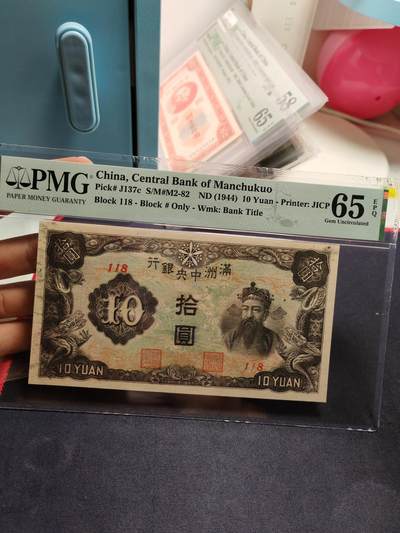 PMG
PAPER MONEY GUARANTY
China, Central Bank of Manchukuo
Pick# J137c S/M#M2-82 ND (1944) 10 Yuan - Printer: JICP
Block 118 - Block # Only - Wmk: Bank Title
65 EPQ
Gem Uncirculated
58
65
118
行銀央中洲滿
10
拾
圓
118
10 YUAN
10 YUAN